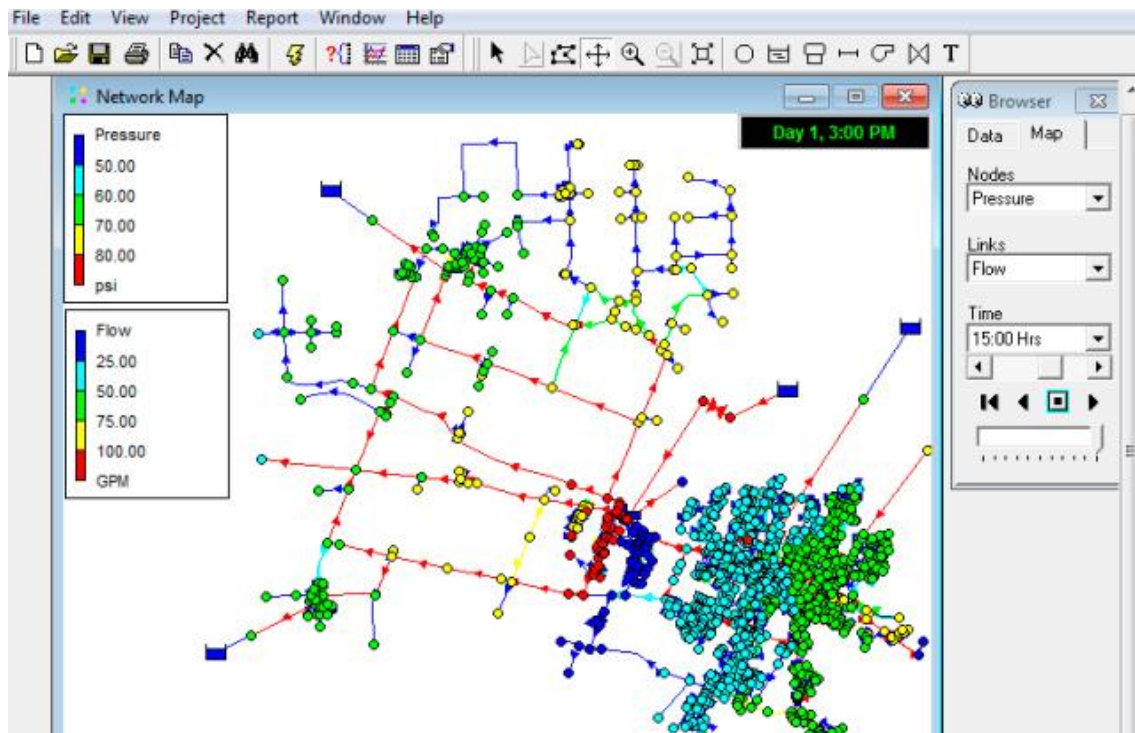 File Edit View Project Report Window Help
T
Network Map
Browser
Pressure
50.00
60.00
70.00
80.00
psi
Day 1, 3:00 PM
Data Map
Nodes
Pressure
Links
Flow
Flow
25.00
50.00
75.00
100.00
GPM
Time
15:00 Hrs